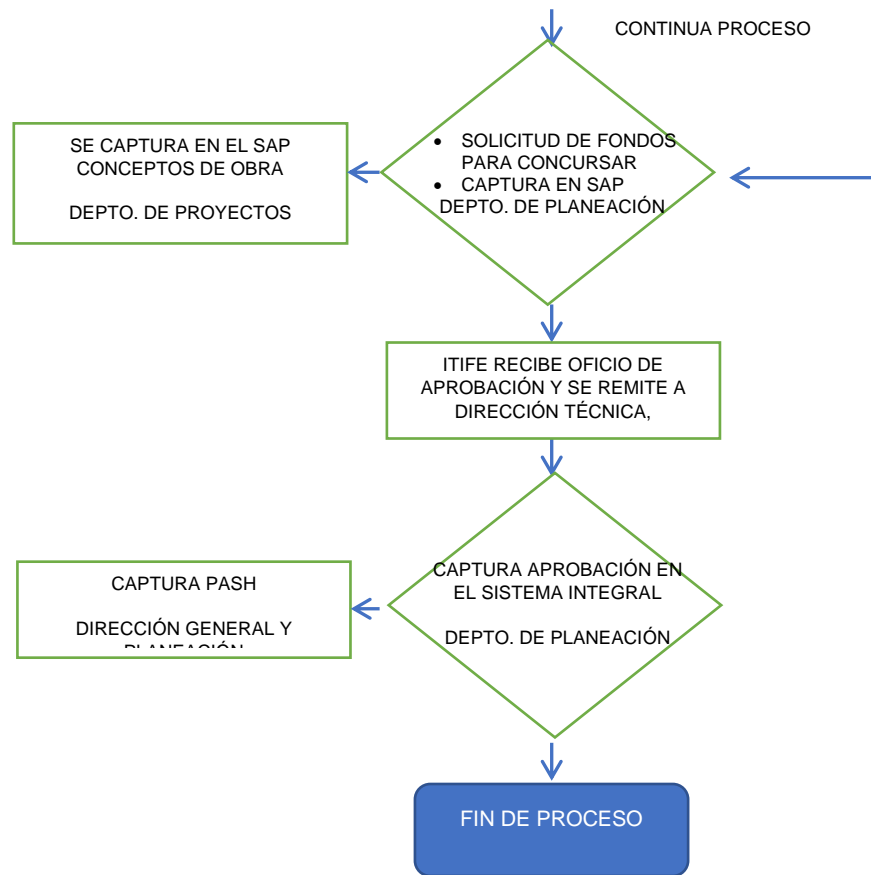 CONTINUA PROCESO
• SOLICITUD DE FONDOS
PARA CONCURSAR
• CAPTURA EN SAP
DEPTO. DE PLANEACIÓN
SE CAPTURA EN EL SAP
CONCEPTOS DE OBRA
DEPTO. DE PROYECTOS
ITIFE RECIBE OFICIO DE
APROBACIÓN Y SE REMITE A
DIRECCIÓN TÉCNICA,
CAPTURA APROBACIÓN EN
EL SISTEMA INTEGRAL
DEPTO. DE PLANEACIÓN
CAPTURA PASH
DIRECCIÓN GENERAL Y
PLANEACIÓN
FIN DE PROCESO